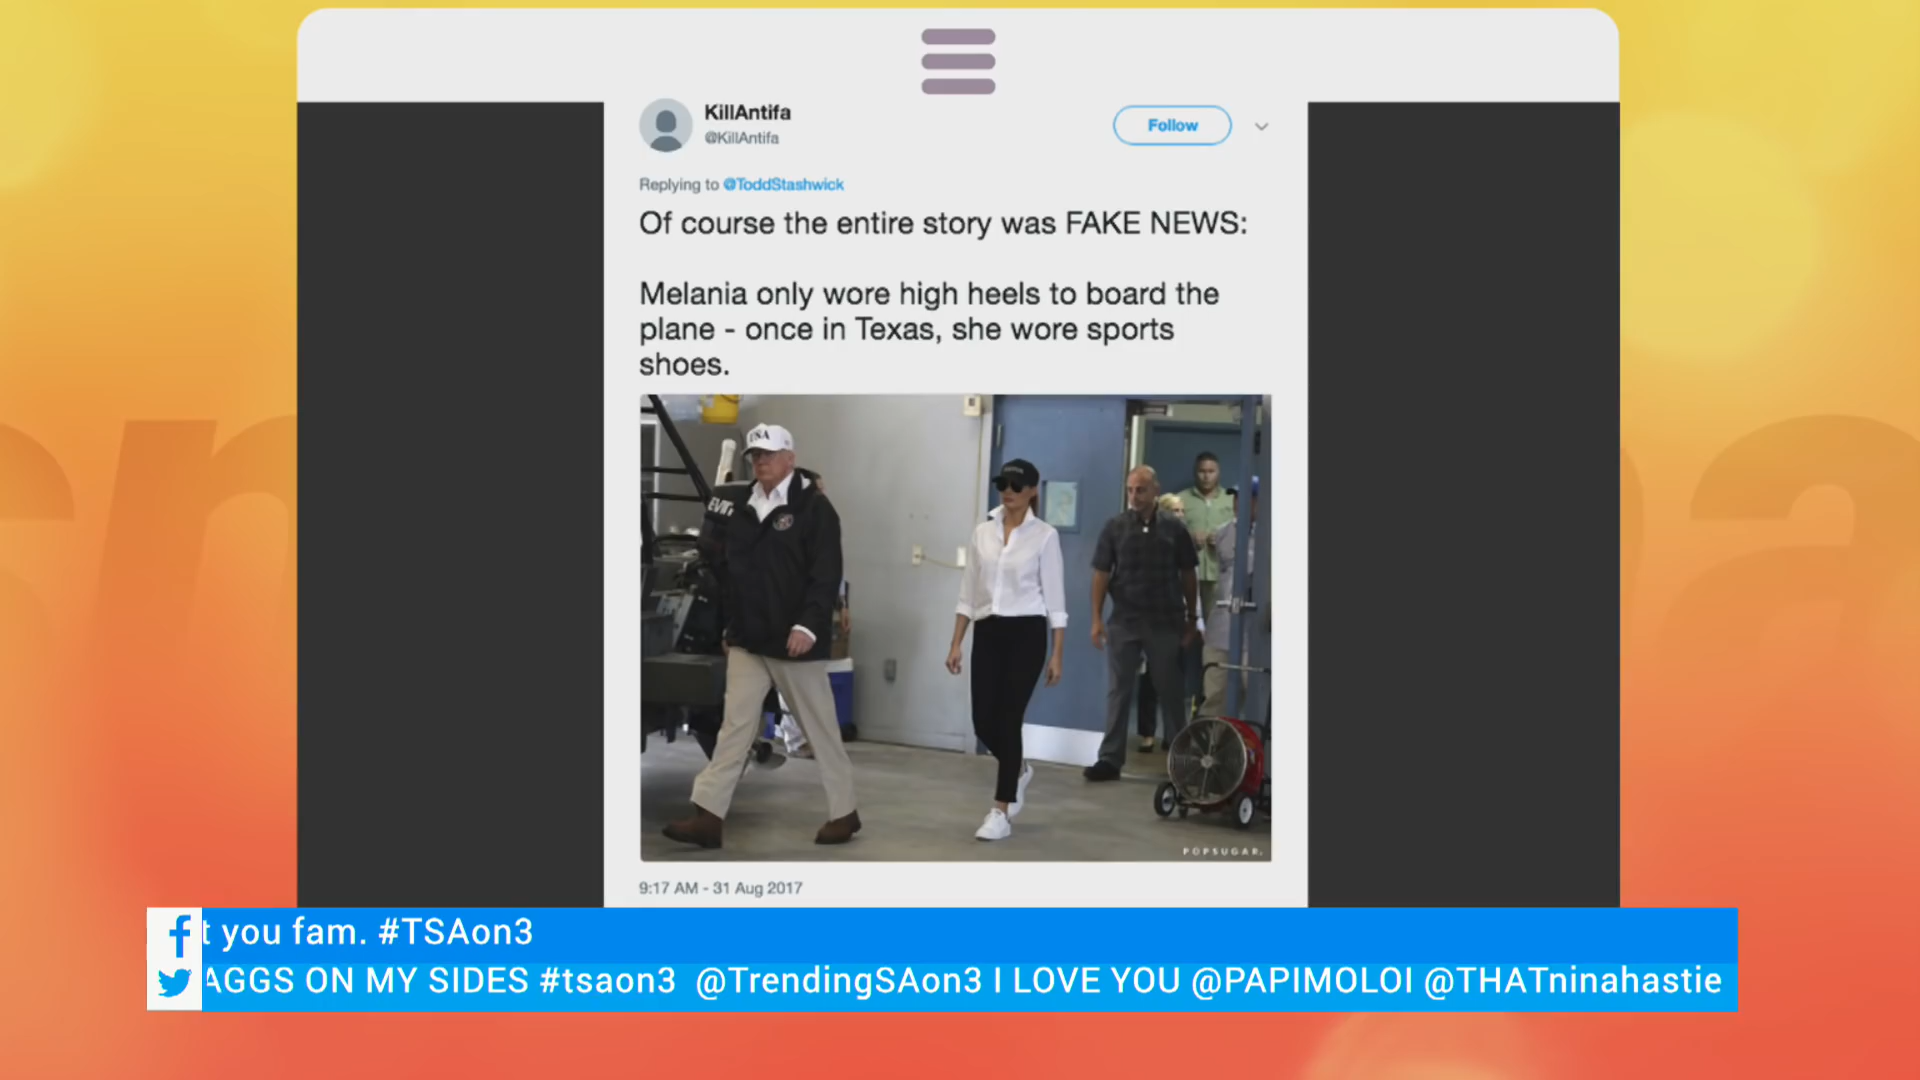 KillAntifa
@KillAntifa
Follow
Replying to @ToddStashwick
Of course the entire story was FAKE NEWS:
Melania only wore high heels to board the
plane - once in Texas, she wore sports
shoes.
USA
POPSUGAR.
9:17 AM - 31 Aug 2017
t you fam. #TSAon3
AGGS ON MY SIDES #tsaon3 @TrendingSAon3 I LOVE YOU @PAPIMOLOI @THATninahastie